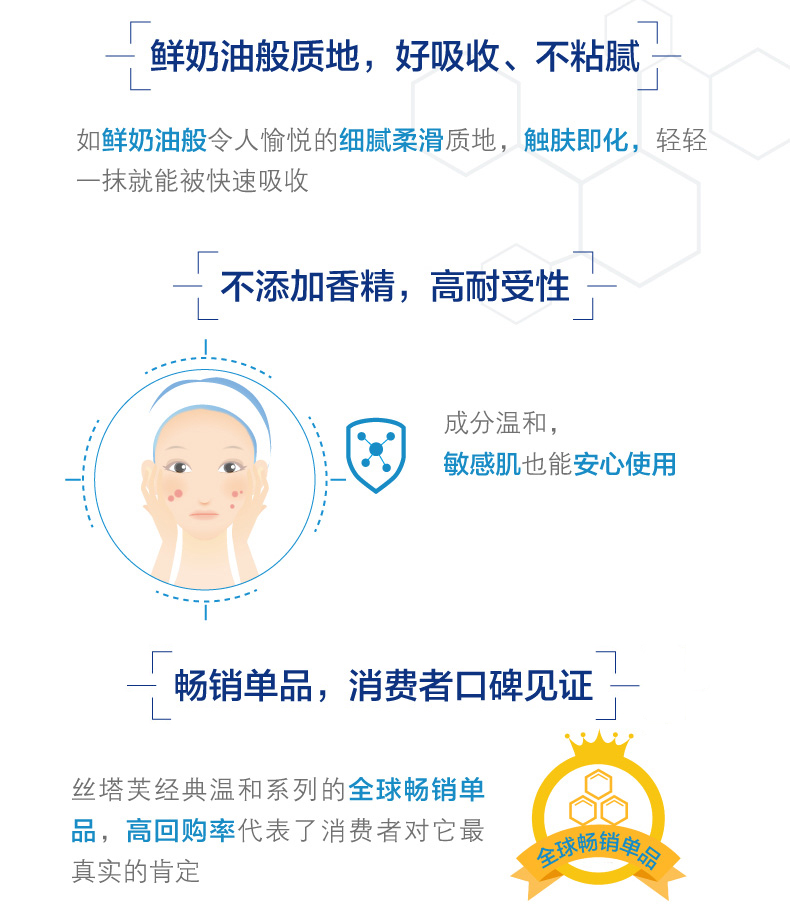 鲜奶油般质地，好吸收、不粘腻
如鲜奶油般令人愉悦的细腻柔滑质地，触肤即化，轻轻
一抹就能被快速吸收
不添加香精，高耐受性
成分温和，
敏感肌也能安心使用
畅销单品，消费者口碑见证
丝塔芙经典温和系列的全球畅销单
品，高回购率代表了消费者对它最
真实的肯定
全球畅销单品